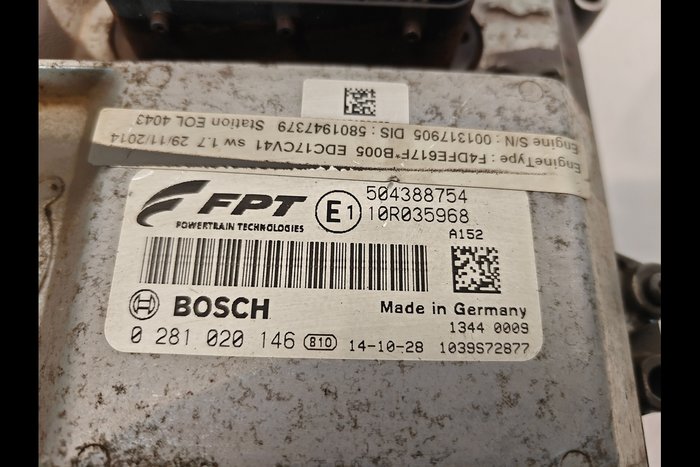 EngineType : F4DFE617F*B005 EDC17CV41 sw 1.7 29/11/2014
Engine S/N : 001317905 DIS : 5801947379 Station EOL 4043
FPT
POWERTRAIN TECHNOLOGIES
E1
504388754
10R035968
A152
BOSCH
Made in Germany
1344 0009
0 281 020 146 810 14-10-28 1039S72877